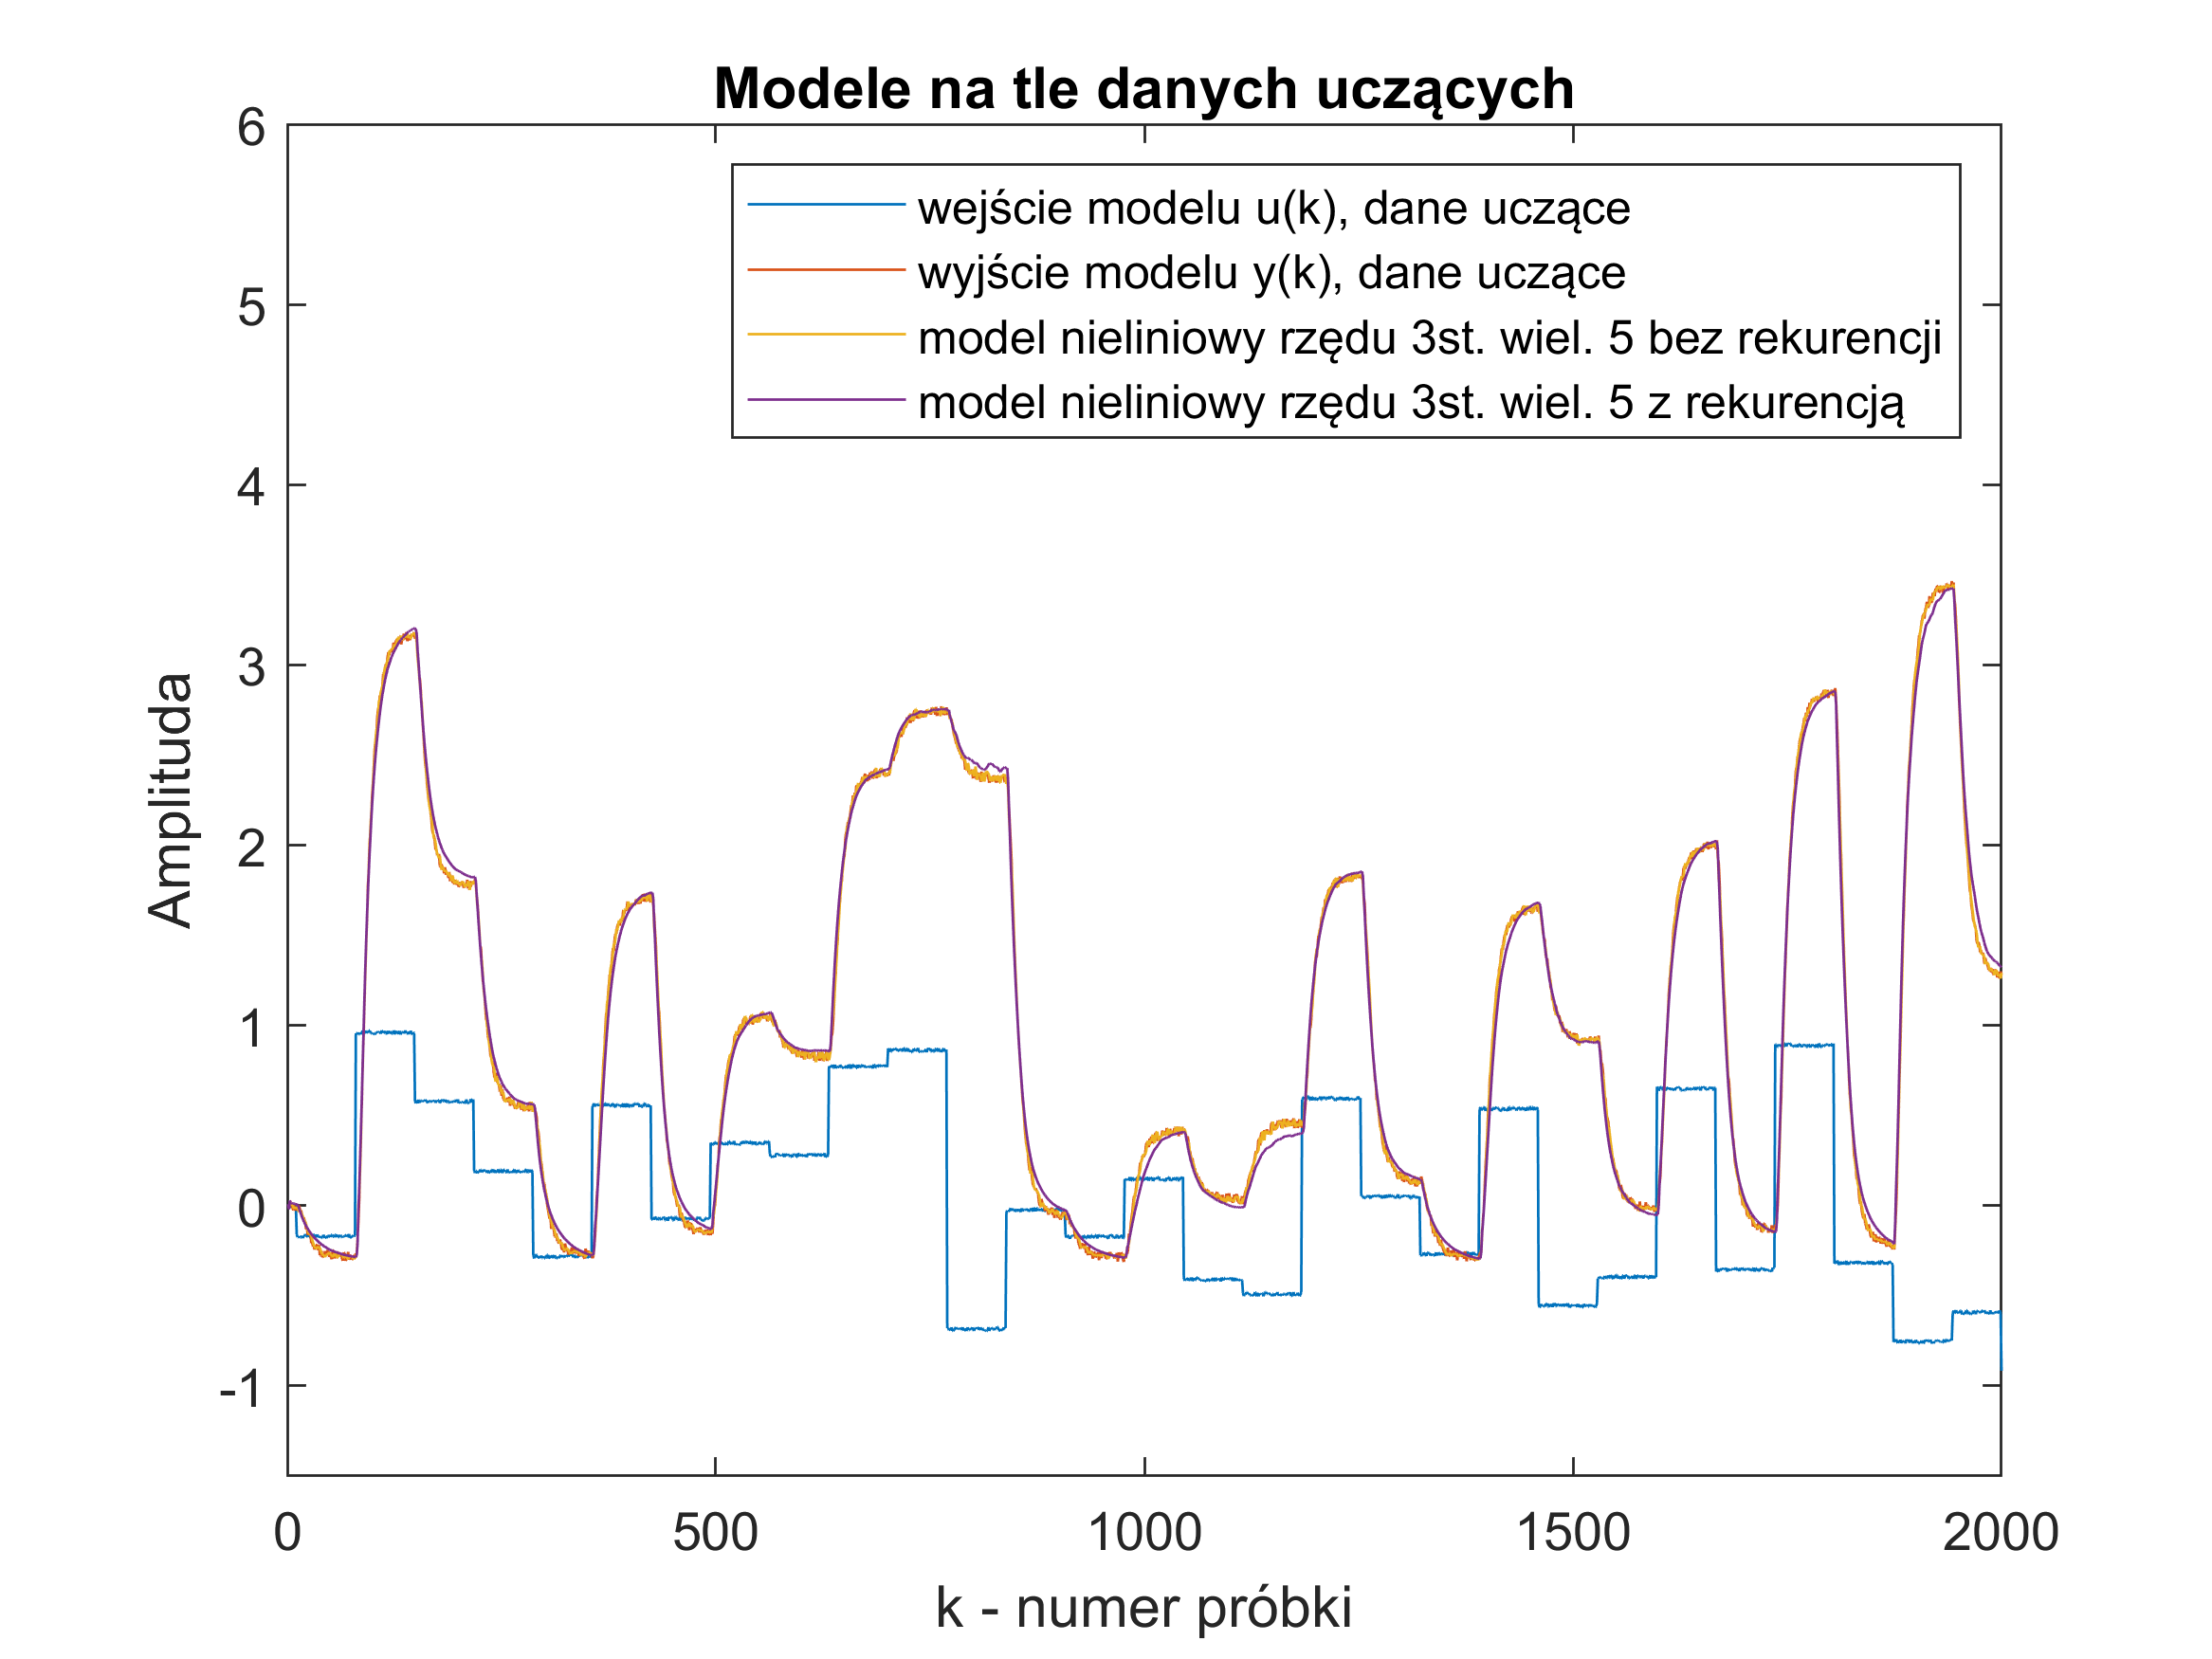 Modele na tle danych uczących
6
5
4
3
2
1
0
-1
Amplituda
wejście modelu u(k), dane uczące
wyjście modelu y(k), dane uczące
model nieliniowy rzędu 3st. wiel. 5 bez rekurencji
model nieliniowy rzędu 3st. wiel. 5 z rekurencją
0 500 1000 1500 2000
k - numer próbki